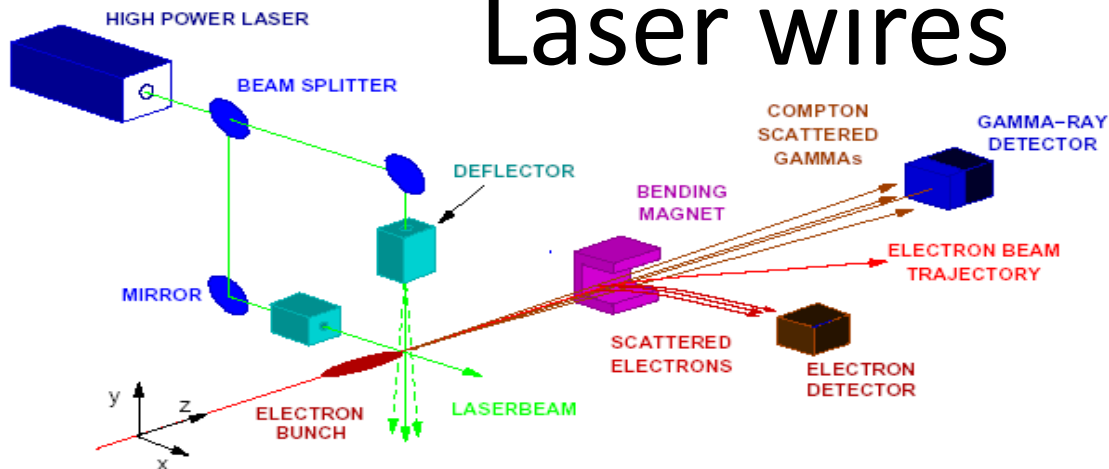 Laser wires
HIGH POWER LASER
BEAM SPLITTER
COMPTON
SCATTERED
GAMMAs
GAMMA-RAY
DETECTOR
DEFLECTOR
BENDING
MAGNET
ELECTRON BEAM
TRAJECTORY
MIRROR
SCATTERED
ELECTRONS
ELECTRON
DETECTOR
LASERBEAM
ELECTRON
BUNCH
y
z
x